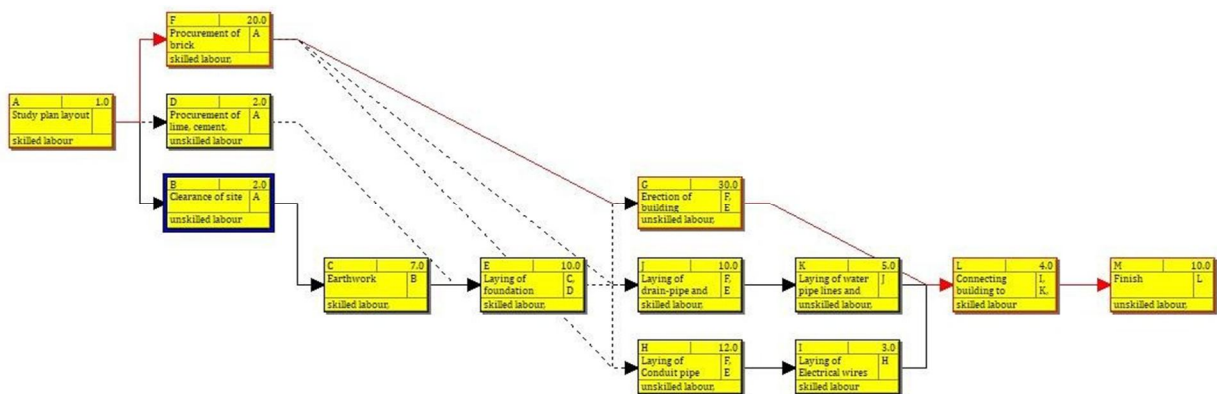 F 20.0
Procurement of A
brick
skilled labour,
A 1.0
Study plan layout
skilled labour
D 2.0
Procurement of A
lime, cement,
unskilled labour
B 2.0
Clearance of site A
unskilled labour
C 7.0
Earthwork B
skilled labour,
E 10.0
Laying of C,
foundation D
skilled labour,
G 30.0
Erection of F,
building E
unskilled labour,
J 10.0
Laying of F,
drain-pipe and E
skilled labour,
K 5.0
Laying of water J
pipe lines and
unskilled labour,
H 12.0
Laying of F,
Conduit pipe E
unskilled labour,
I 3.0
Laying of H
Electrical wires
skilled labour
L 4.0
Connecting I,
building to K,
skilled labour
M 10.0
Finish L
unskilled labour,